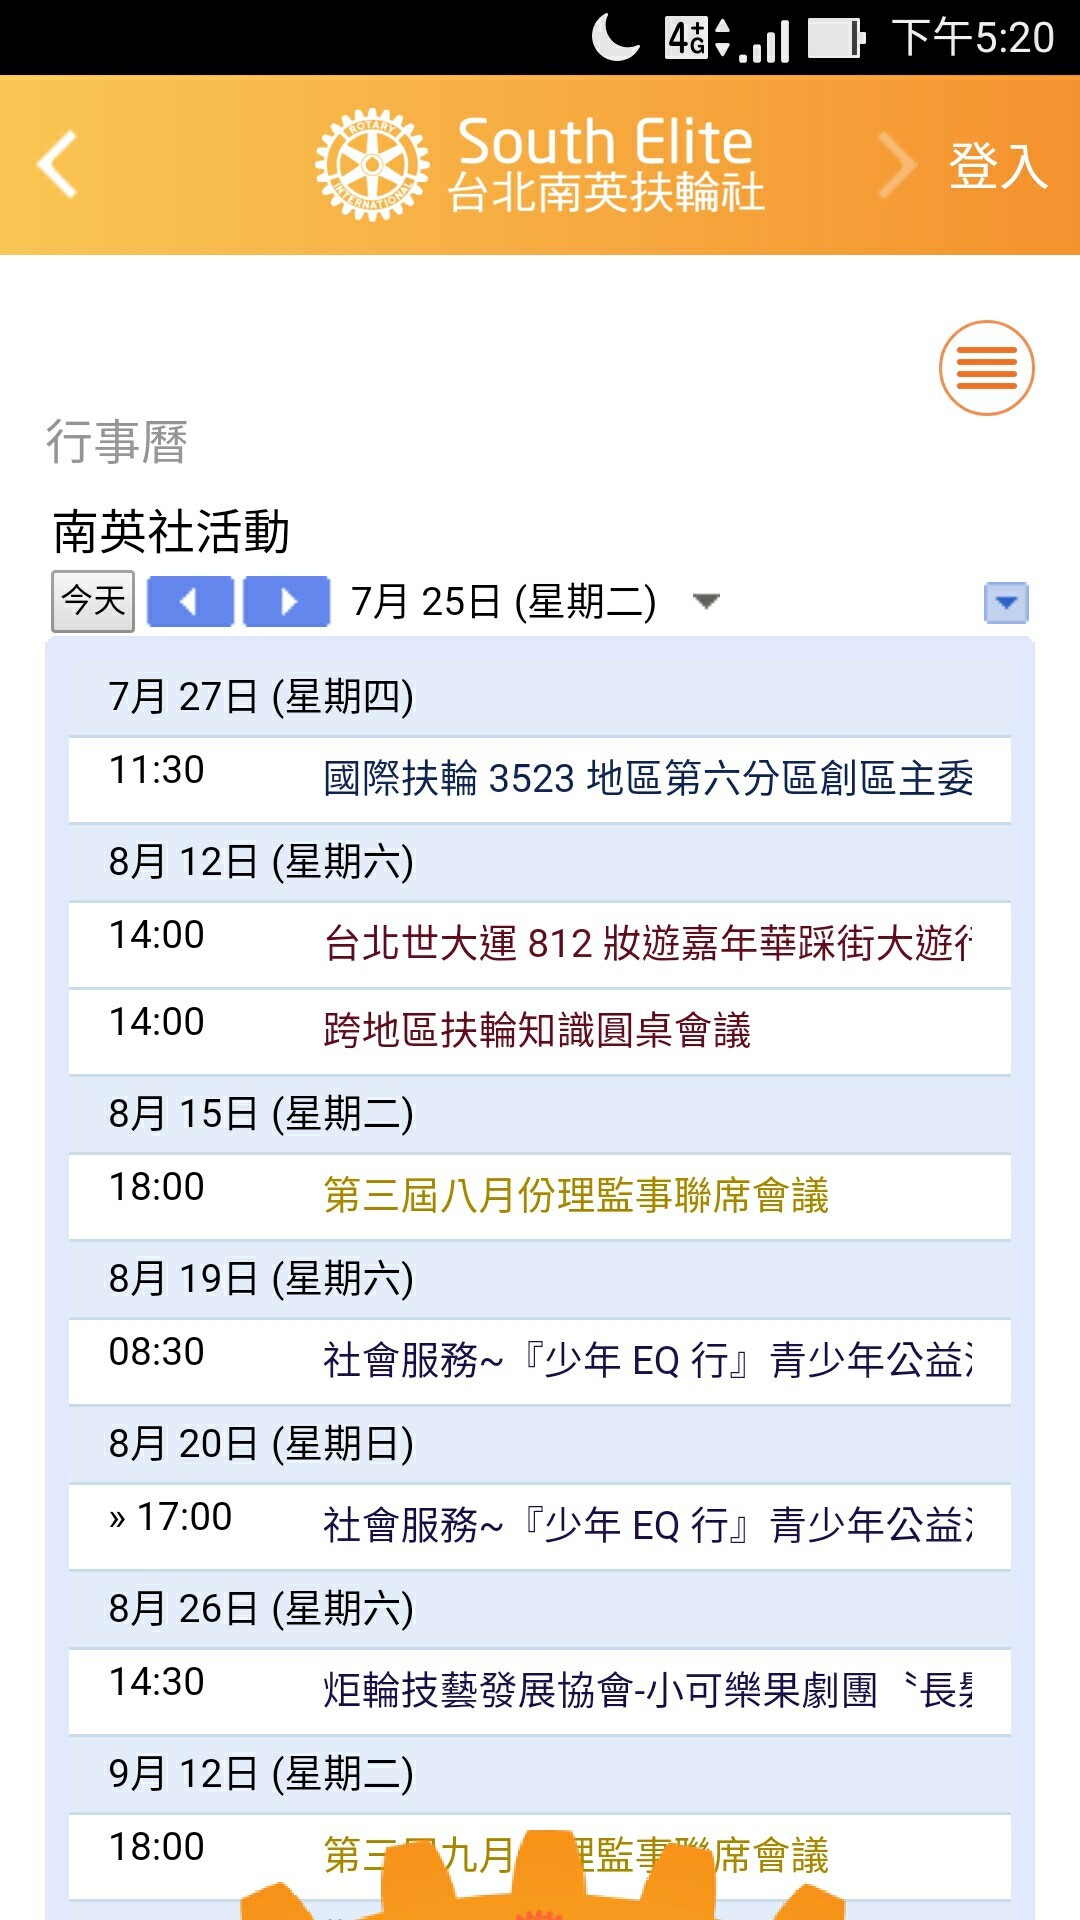 4+G 下午5:20
ROTARY INTERNATIONAL
South Elite
台北南英扶輪社
登入
行事曆
南英社活動
今天 7月 25日 (星期二)
7月 27日 (星期四)
11:30 國際扶輪 3523 地區第六分區創區主委
8月 12日 (星期六)
14:00 台北世大運 812 妝遊嘉年華踩街大遊行
14:00 跨地區扶輪知識圓桌會議
8月 15日 (星期二)
18:00 第三屆八月份理監事聯席會議
8月 19日 (星期六)
08:30 社會服務~『少年 EQ 行』青少年公益
8月 20日 (星期日)
» 17:00 社會服務~『少年 EQ 行』青少年公益
8月 26日 (星期六)
14:30 炬輪技藝發展協會-小可樂果劇團〝長
9月 12日 (星期二)
18:00 第三屆九月 理監事聯席會議